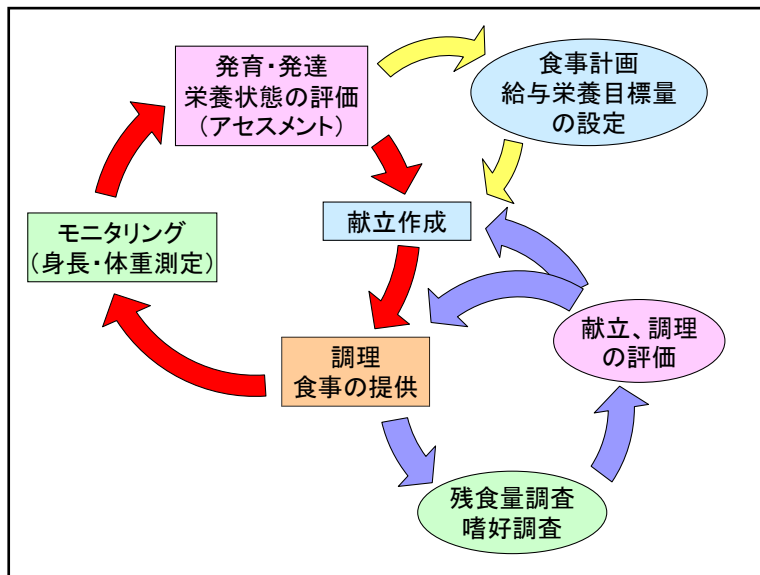 発育・発達
栄養状態の評価
（アセスメント）
食事計画
給与栄養目標量
の設定
献立作成
モニタリング
（身長・体重測定）
調理
食事の提供
献立、調理
の評価
残食量調査
嗜好調査